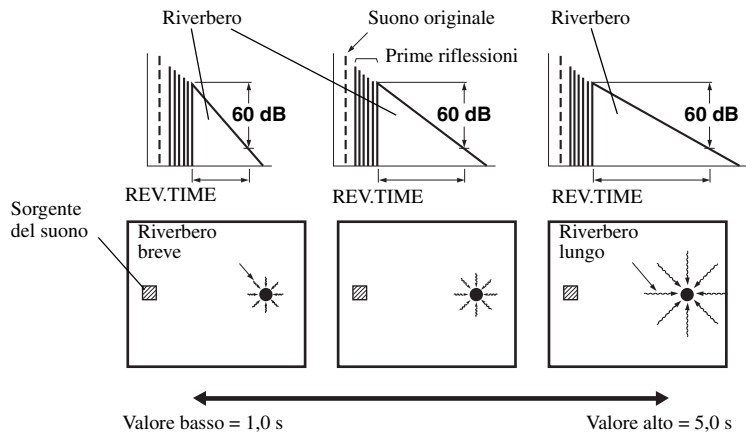 Riverbero
Suono originale
Prime riflessioni
Riverbero
60 dB
60 dB
60 dB
REV.TIME
REV.TIME
REV.TIME
Sorgente
del suono
Riverbero
breve
Riverbero
lungo
Valore basso = 1,0 s
Valore alto = 5,0 s